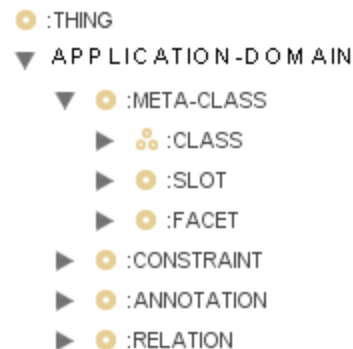 :THING
APPLICATION-DOMAIN
:META-CLASS
:CLASS
:SLOT
:FACET
:CONSTRAINT
:ANNOTATION
:RELATION